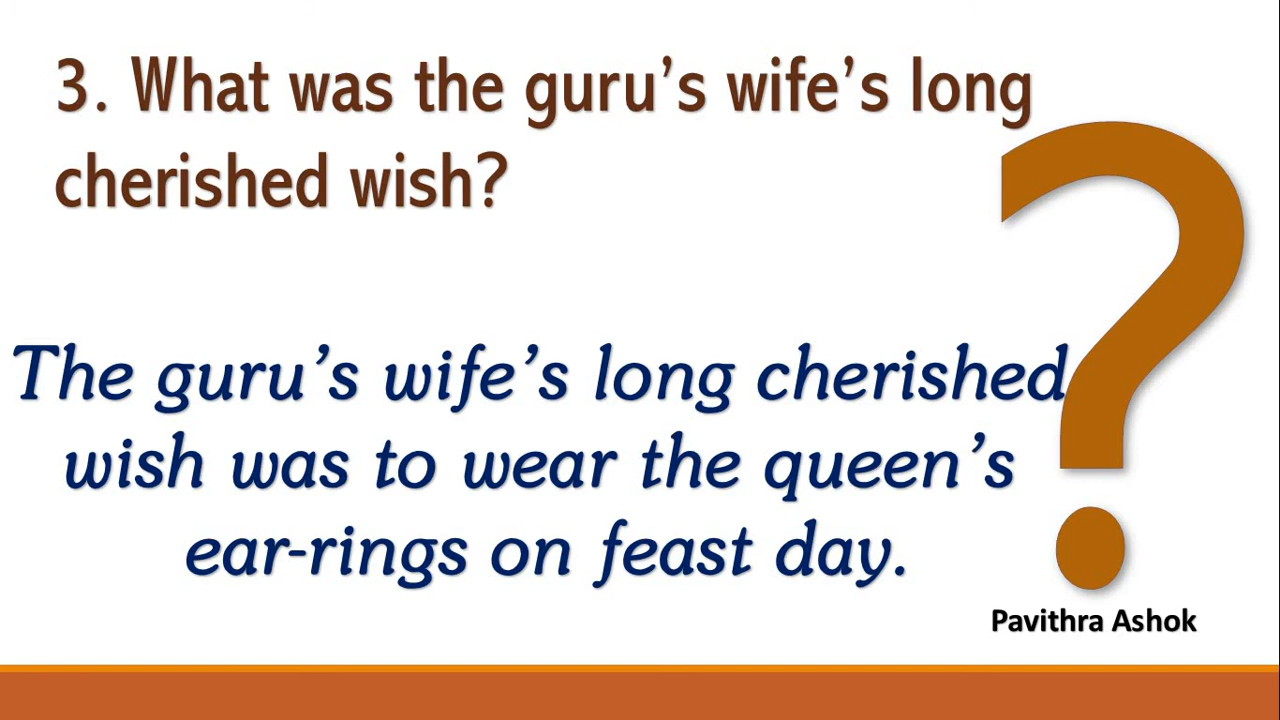 3. What was the guru’s wife’s long
cherished wish?
The guru’s wife’s long cherished
wish was to wear the queen’s
ear-rings on feast day.
Pavithra Ashok